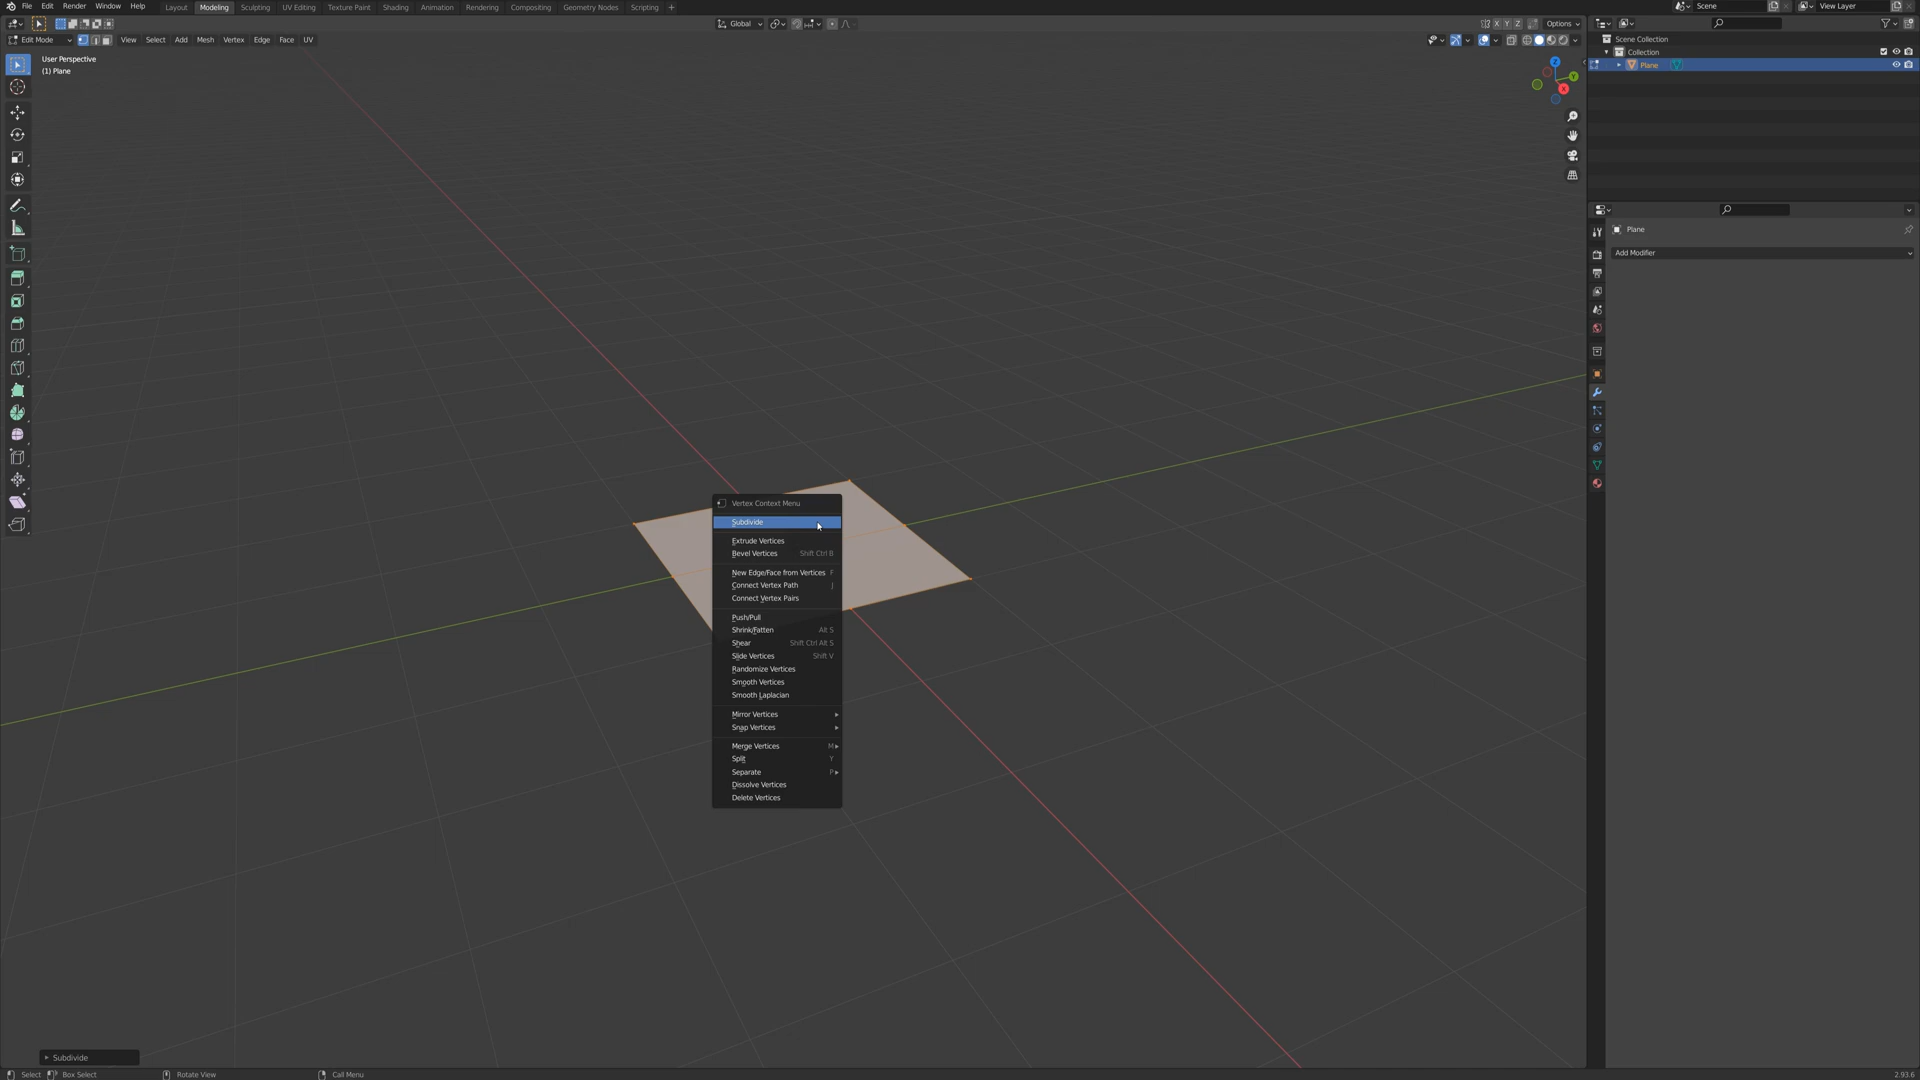 File Edit Render Window Help Layout Modeling Sculpting UV Editing Texture Paint Shading Animation Rendering Compositing Geometry Nodes Scripting + Scene View Layer
Global X Y Z Options
Edit Mode View Select Add Mesh Vertex Edge Face UV
Scene Collection
Collection
Plane
User Perspective
(1) Plane
Z
Y
X
Plane
Add Modifier
Vertex Context Menu
Subdivide
Extrude Vertices
Bevel Vertices Shift Ctrl B
New Edge/Face from Vertices F
Connect Vertex Path J
Connect Vertex Pairs
Push/Pull
Shrink/Fatten Alt S
Shear Shift Ctrl Alt S
Slide Vertices Shift V
Randomize Vertices
Smooth Vertices
Smooth Laplacian
Mirror Vertices
Snap Vertices
Merge Vertices M
Split Y
Separate P
Dissolve Vertices
Delete Vertices
Subdivide
Select Box Select Rotate View Call Menu 2.93.6